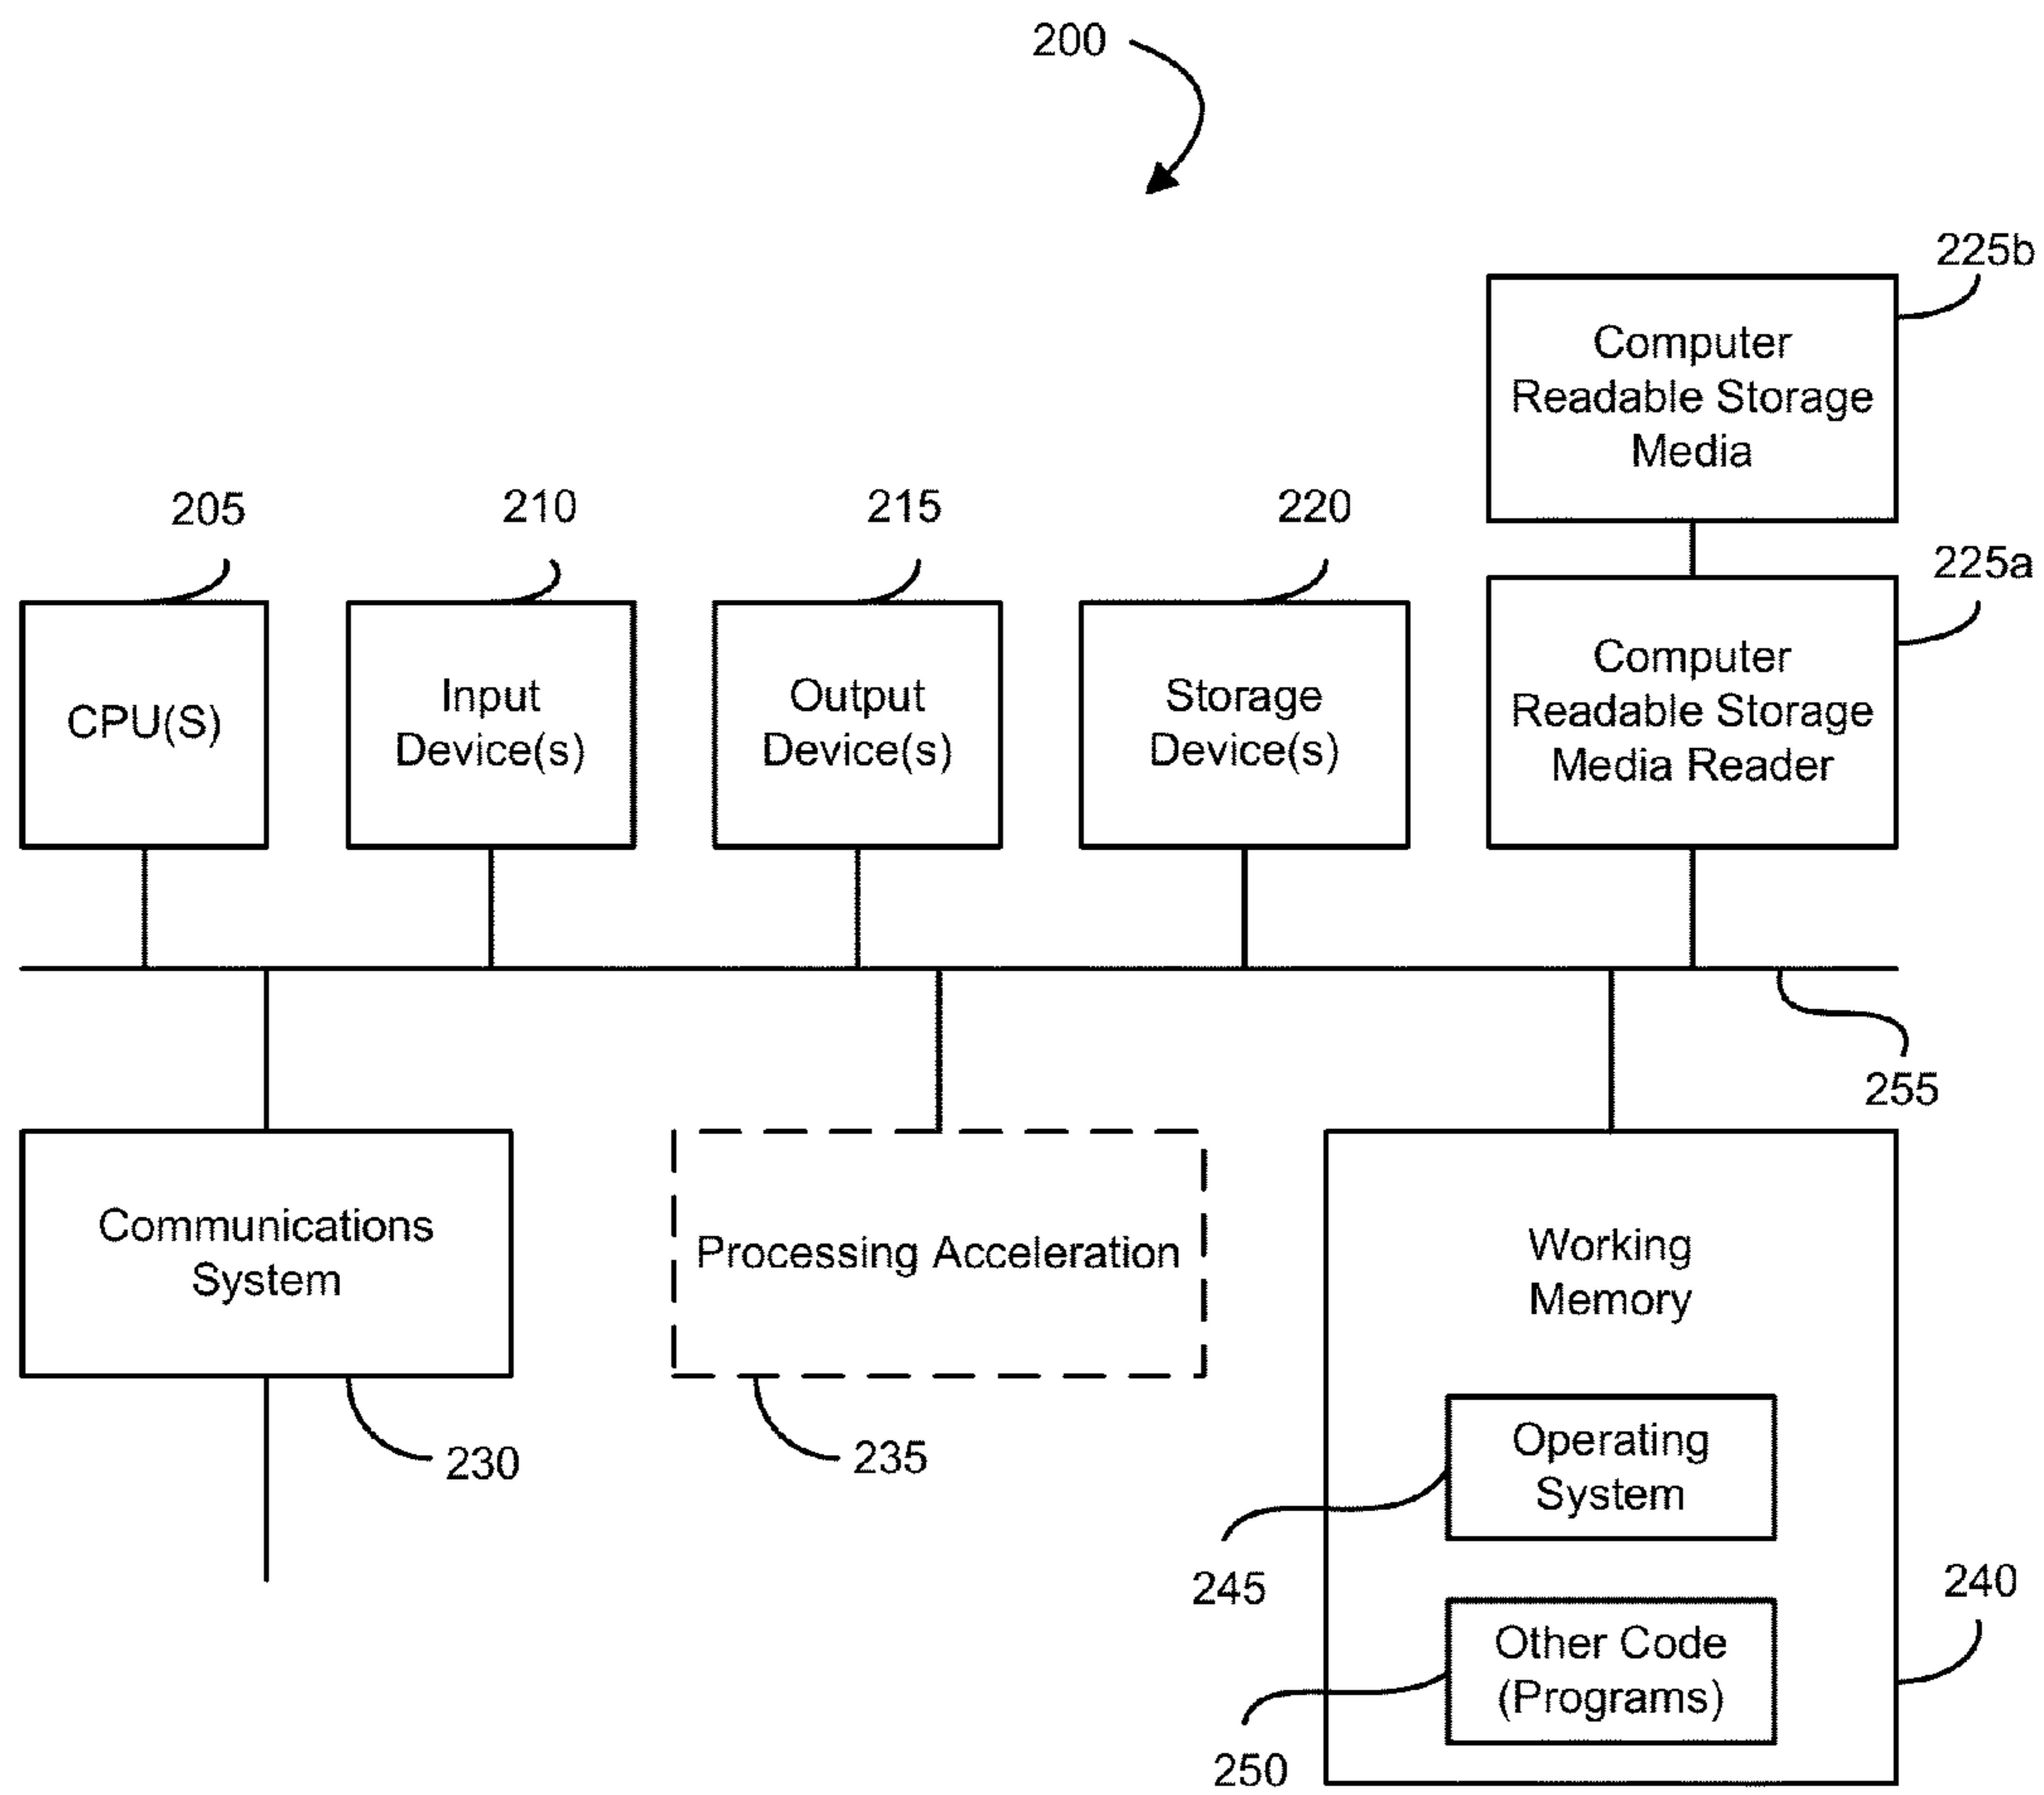 200
225b
Computer
Readable Storage
Media
205
210
215
220
225a
CPU(S)
Input
Device(s)
Output
Device(s)
Storage
Device(s)
Computer
Readable Storage
Media Reader
255
Communications
System
Processing Acceleration
Working
Memory
230
235
Operating
System
245
240
Other Code
(Programs)
250